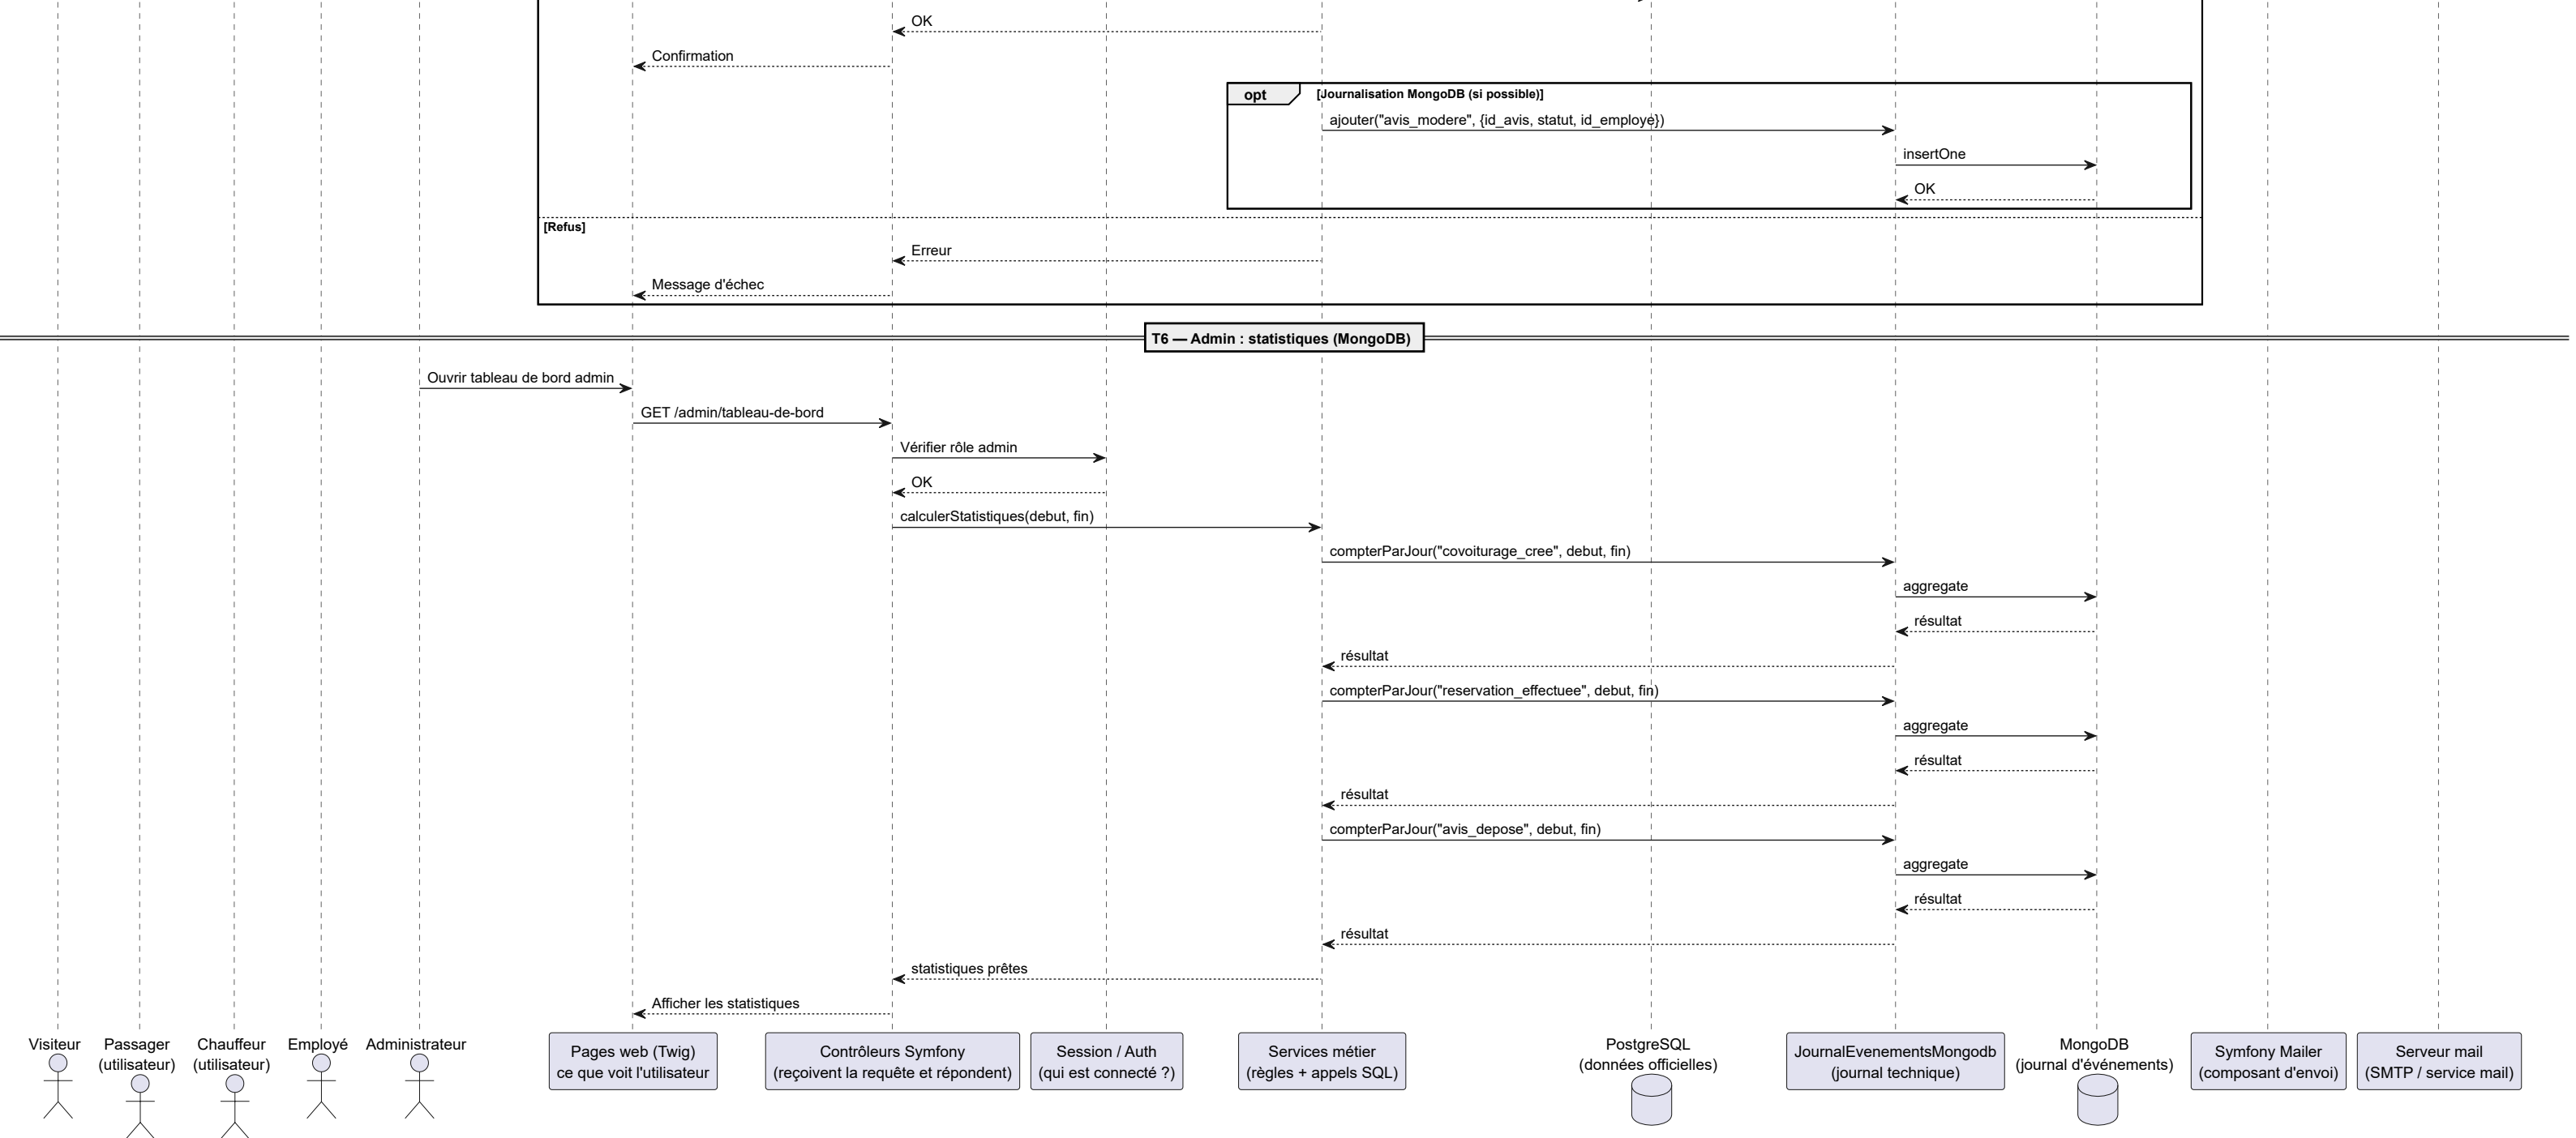 OK
Confirmation
opt
[Journalisation MongoDB (si possible)]
ajouter("avis_modere", {id_avis, statut, id_employe})
insertOne
OK
[Refus]
Erreur
Message d'échec
T6 — Admin : statistiques (MongoDB)
Ouvrir tableau de bord admin
GET /admin/tableau-de-bord
Vérifier rôle admin
OK
calculerStatistiques(debut, fin)
compterParJour("covoiturage_cree", debut, fin)
aggregate
résultat
résultat
compterParJour("reservation_effectuee", debut, fin)
aggregate
résultat
résultat
compterParJour("avis_depose", debut, fin)
aggregate
résultat
résultat
statistiques prêtes
Afficher les statistiques
Visiteur
Passager
(utilisateur)
Chauffeur
(utilisateur)
Employé
Administrateur
Pages web (Twig)
ce que voit l'utilisateur
Contrôleurs Symfony
(reçoivent la requête et répondent)
Session / Auth
(qui est connecté ?)
Services métier
(règles + appels SQL)
PostgreSQL
(données officielles)
JournalEvenementsMongodb
(journal technique)
MongoDB
(journal d'événements)
Symfony Mailer
(composant d'envoi)
Serveur mail
(SMTP / service mail)